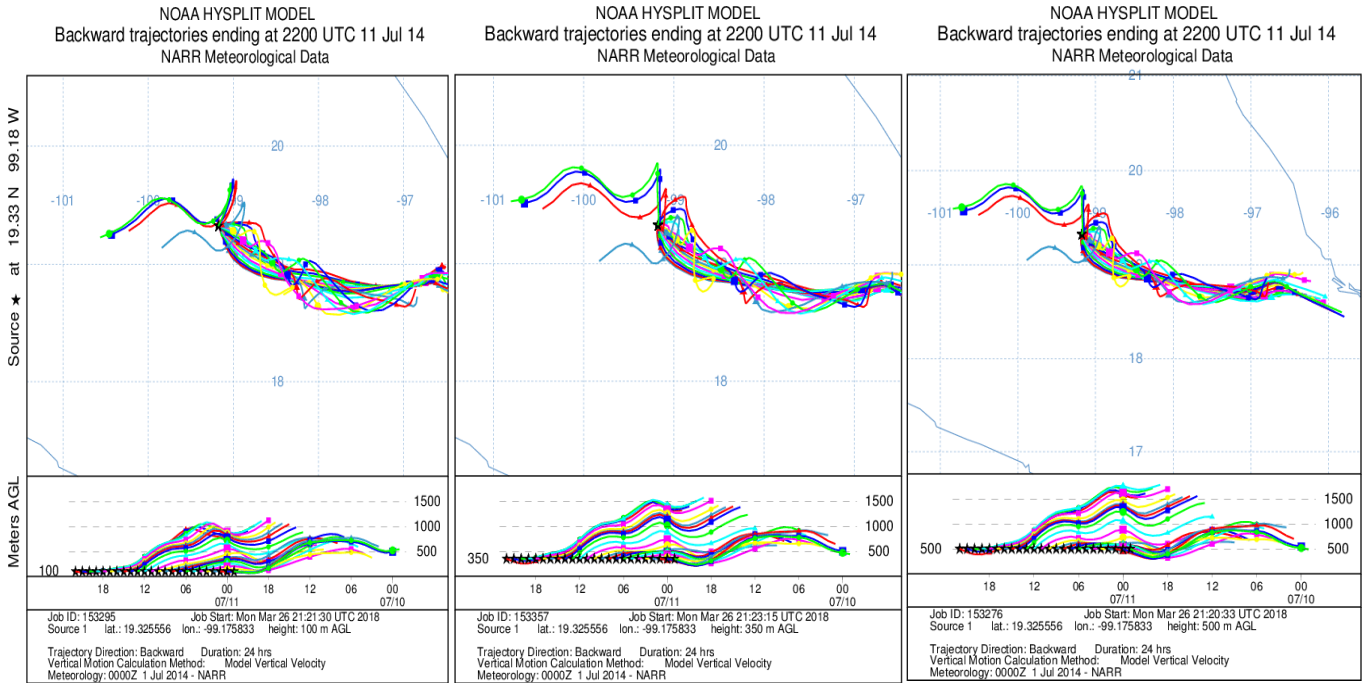 NOAA HYSPLIT MODEL
Backward trajectories ending at 2200 UTC 11 Jul 14
NARR Meteorological Data
Source ★ at 19.33 N 99.18 W
20
-101
-100
-99
-98
-97
18
Meters AGL
1500
1000
500
100
18 12 06 00 18 12 06 00
07/11 07/10
Job ID: 153295 Job Start: Mon Mar 26 21:21:30 UTC 2018
Source 1 lat.: 19.325556 lon.: -99.175833 height: 100 m AGL
Trajectory Direction: Backward Duration: 24 hrs
Vertical Motion Calculation Method: Model Vertical Velocity
Meteorology: 0000Z 1 Jul 2014 - NARR
NOAA HYSPLIT MODEL
Backward trajectories ending at 2200 UTC 11 Jul 14
NARR Meteorological Data
20
-100
-99
-98
-97
18
1500
1000
500
350
18 12 06 00 18 12 06 00
07/11 07/10
Job ID: 153357 Job Start: Mon Mar 26 21:23:15 UTC 2018
Source 1 lat.: 19.325556 lon.: -99.175833 height: 350 m AGL
Trajectory Direction: Backward Duration: 24 hrs
Vertical Motion Calculation Method: Model Vertical Velocity
Meteorology: 0000Z 1 Jul 2014 - NARR
NOAA HYSPLIT MODEL
Backward trajectories ending at 2200 UTC 11 Jul 14
NARR Meteorological Data
21
20
-101
-100
-99
-98
-97
-96
18
17
1500
1000
500
500
18 12 06 00 18 12 06 00
07/11 07/10
Job ID: 153276 Job Start: Mon Mar 26 21:20:33 UTC 2018
Source 1 lat.: 19.325556 lon.: -99.175833 height: 500 m AGL
Trajectory Direction: Backward Duration: 24 hrs
Vertical Motion Calculation Method: Model Vertical Velocity
Meteorology: 0000Z 1 Jul 2014 - NARR